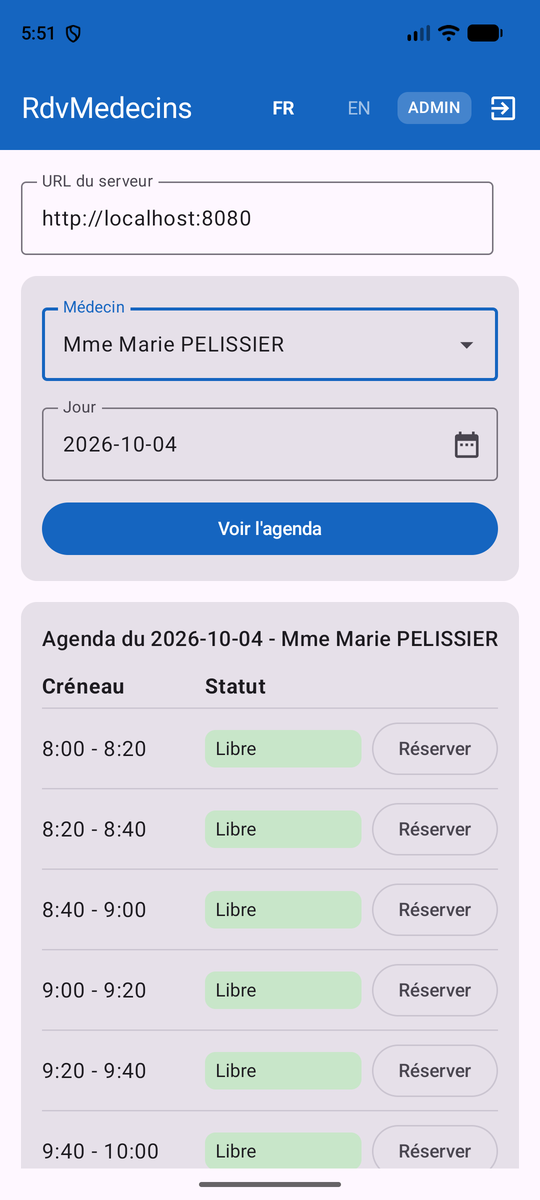 5:51
RdvMedecins FR EN ADMIN
URL du serveur
http://localhost:8080
Médecin
Mme Marie PELISSIER
Jour
2026-10-04
Voir l'agenda
Agenda du 2026-10-04 - Mme Marie PELISSIER
Créneau Statut
8:00 - 8:20 Libre Réserver
8:20 - 8:40 Libre Réserver
8:40 - 9:00 Libre Réserver
9:00 - 9:20 Libre Réserver
9:20 - 9:40 Libre Réserver
9:40 - 10:00 Libre Réserver